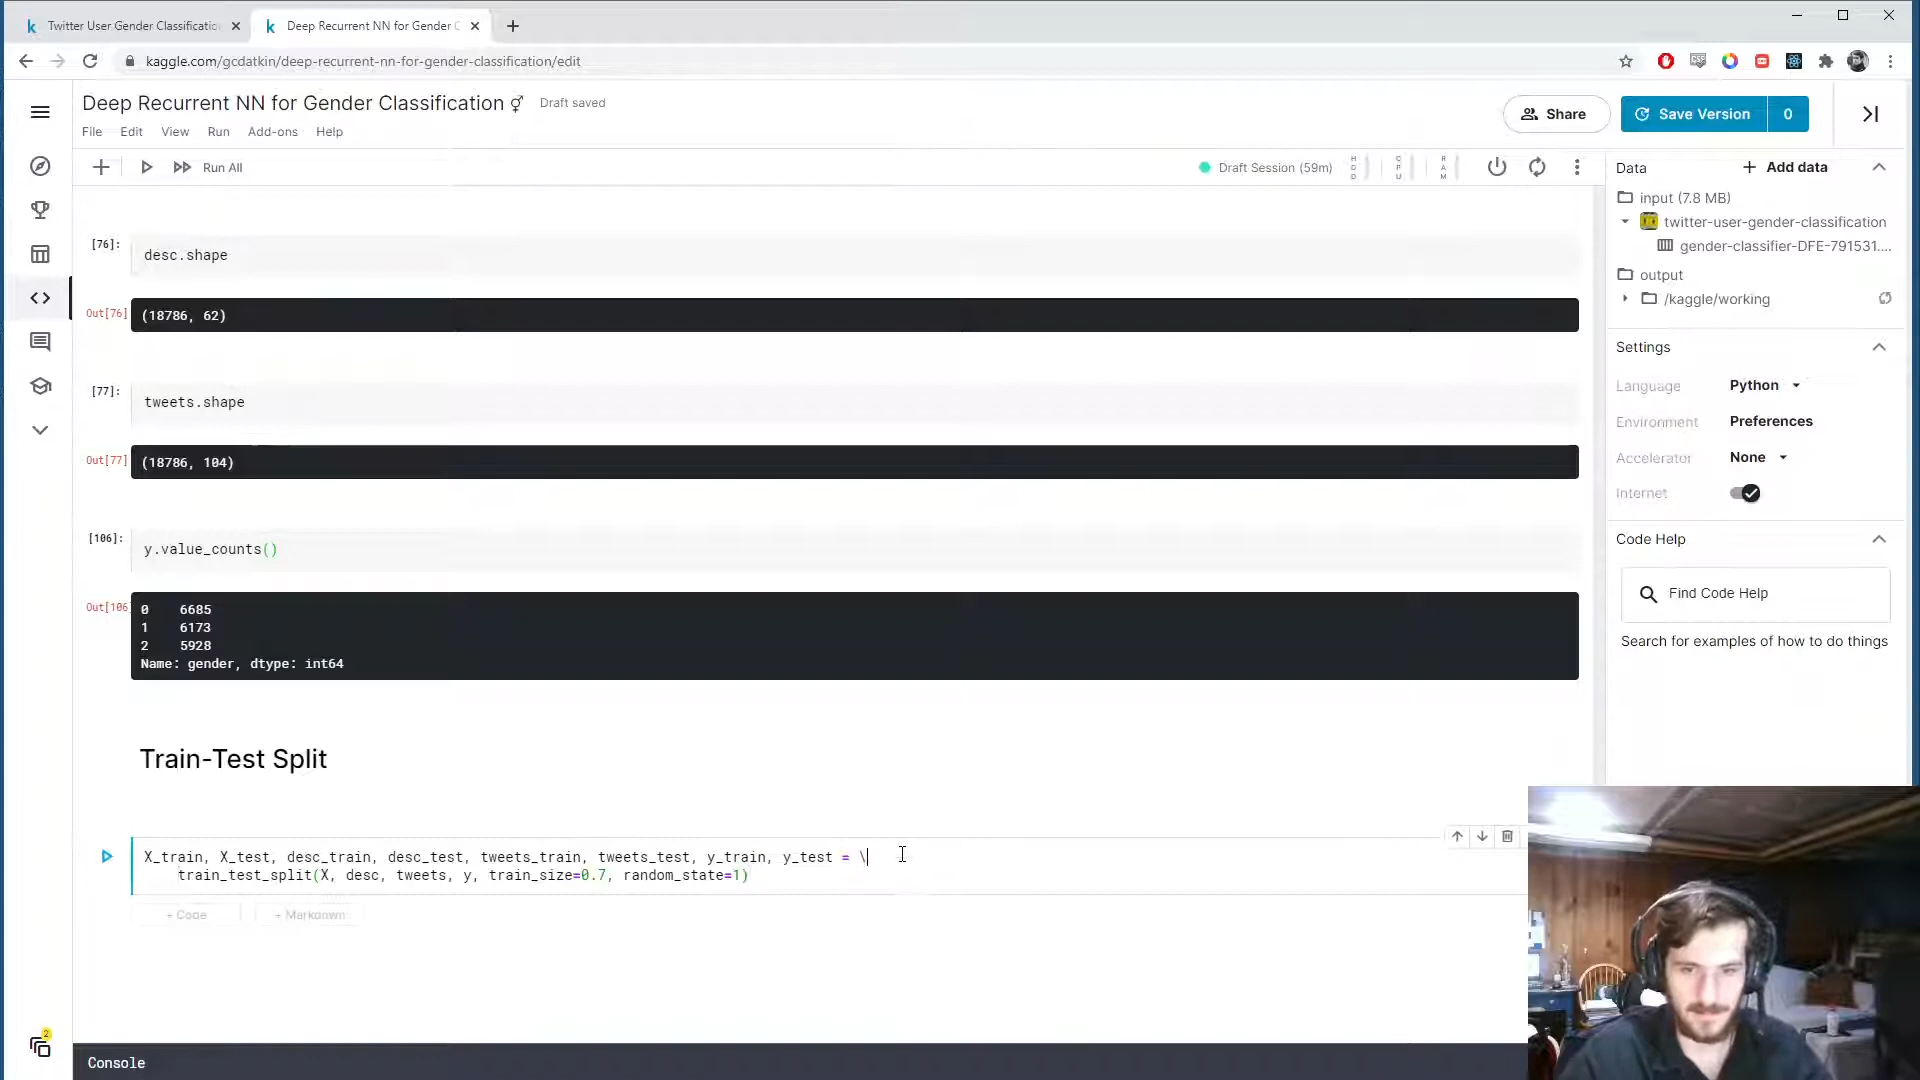 Twitter User Gender Classification
Deep Recurrent NN for Gender C
kaggle.com/gcdatkin/deep-recurrent-nn-for-gender-classification/edit
Deep Recurrent NN for Gender Classification ⚥
Draft saved
Share
Save Version
0
File Edit View Run Add-ons Help
Run All
Draft Session (59m)
HDD
CPU
RAM
[76]:
desc.shape
Out[76]
(18786, 62)
[77]:
tweets.shape
Out[77]
(18786, 104)
[106]:
y.value_counts()
Out[106
0 6685
1 6173
2 5928
Name: gender, dtype: int64
Train-Test Split
X_train, X_test, desc_train, desc_test, tweets_train, tweets_test, y_train, y_test = \
train_test_split(X, desc, tweets, y, train_size=0.7, random_state=1)
+ Code
+ Markdown
Console
2
Data
+ Add data
input (7.8 MB)
twitter-user-gender-classification
gender-classifier-DFE-791531....
output
/kaggle/working
Settings
Language Python
Environment Preferences
Accelerator None
Internet
Code Help
Find Code Help
Search for examples of how to do things